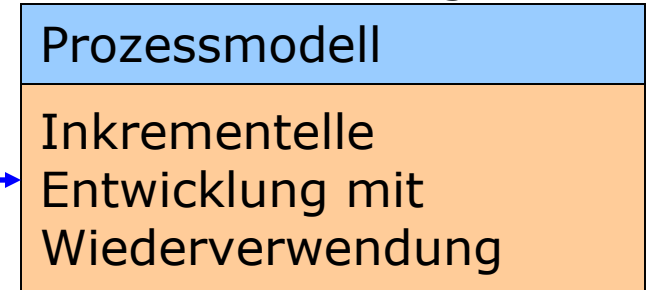 Prozessmodell
Inkrementelle
Entwicklung mit
Wiederverwendung